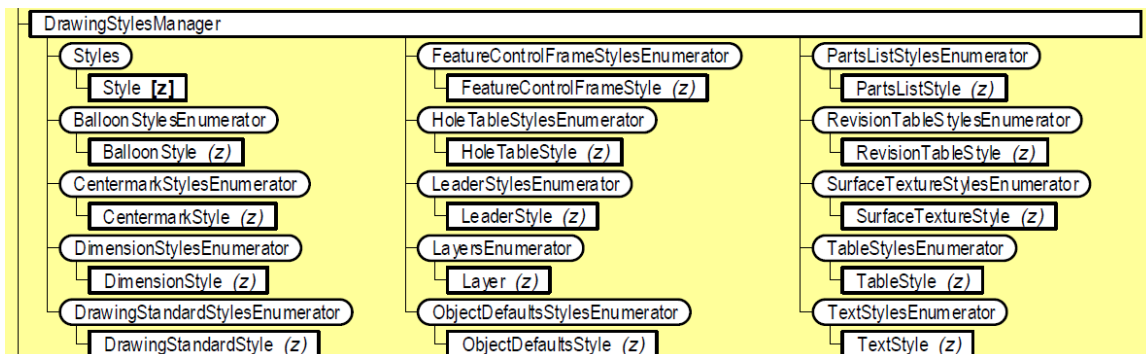 DrawingStylesManager
Styles
Style [z]
BalloonStylesEnumerator
BalloonStyle (z)
CentermarkStylesEnumerator
CentermarkStyle (z)
DimensionStylesEnumerator
DimensionStyle (z)
DrawingStandardStylesEnumerator
DrawingStandardStyle (z)
FeatureControlFrameStylesEnumerator
FeatureControlFrameStyle (z)
HoleTableStylesEnumerator
HoleTableStyle (z)
LeaderStylesEnumerator
LeaderStyle (z)
LayersEnumerator
Layer (z)
ObjectDefaultsStylesEnumerator
ObjectDefaultsStyle (z)
PartsListStylesEnumerator
PartsListStyle (z)
RevisionTableStylesEnumerator
RevisionTableStyle (z)
SurfaceTextureStylesEnumerator
SurfaceTextureStyle (z)
TableStylesEnumerator
TableStyle (z)
TextStylesEnumerator
TextStyle (z)